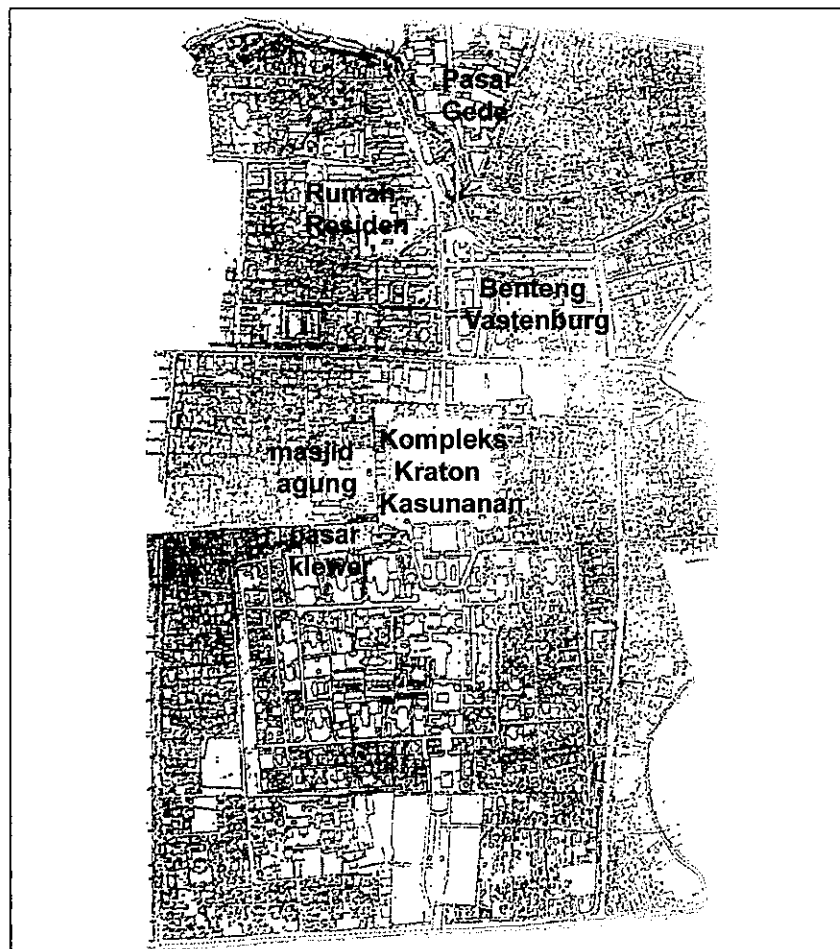 Pasar
Gede
Rumah
Residen
Benteng
Vastenburg
masjid
agung
Kompleks
Kraton
Kasunanan
pasar
klewer